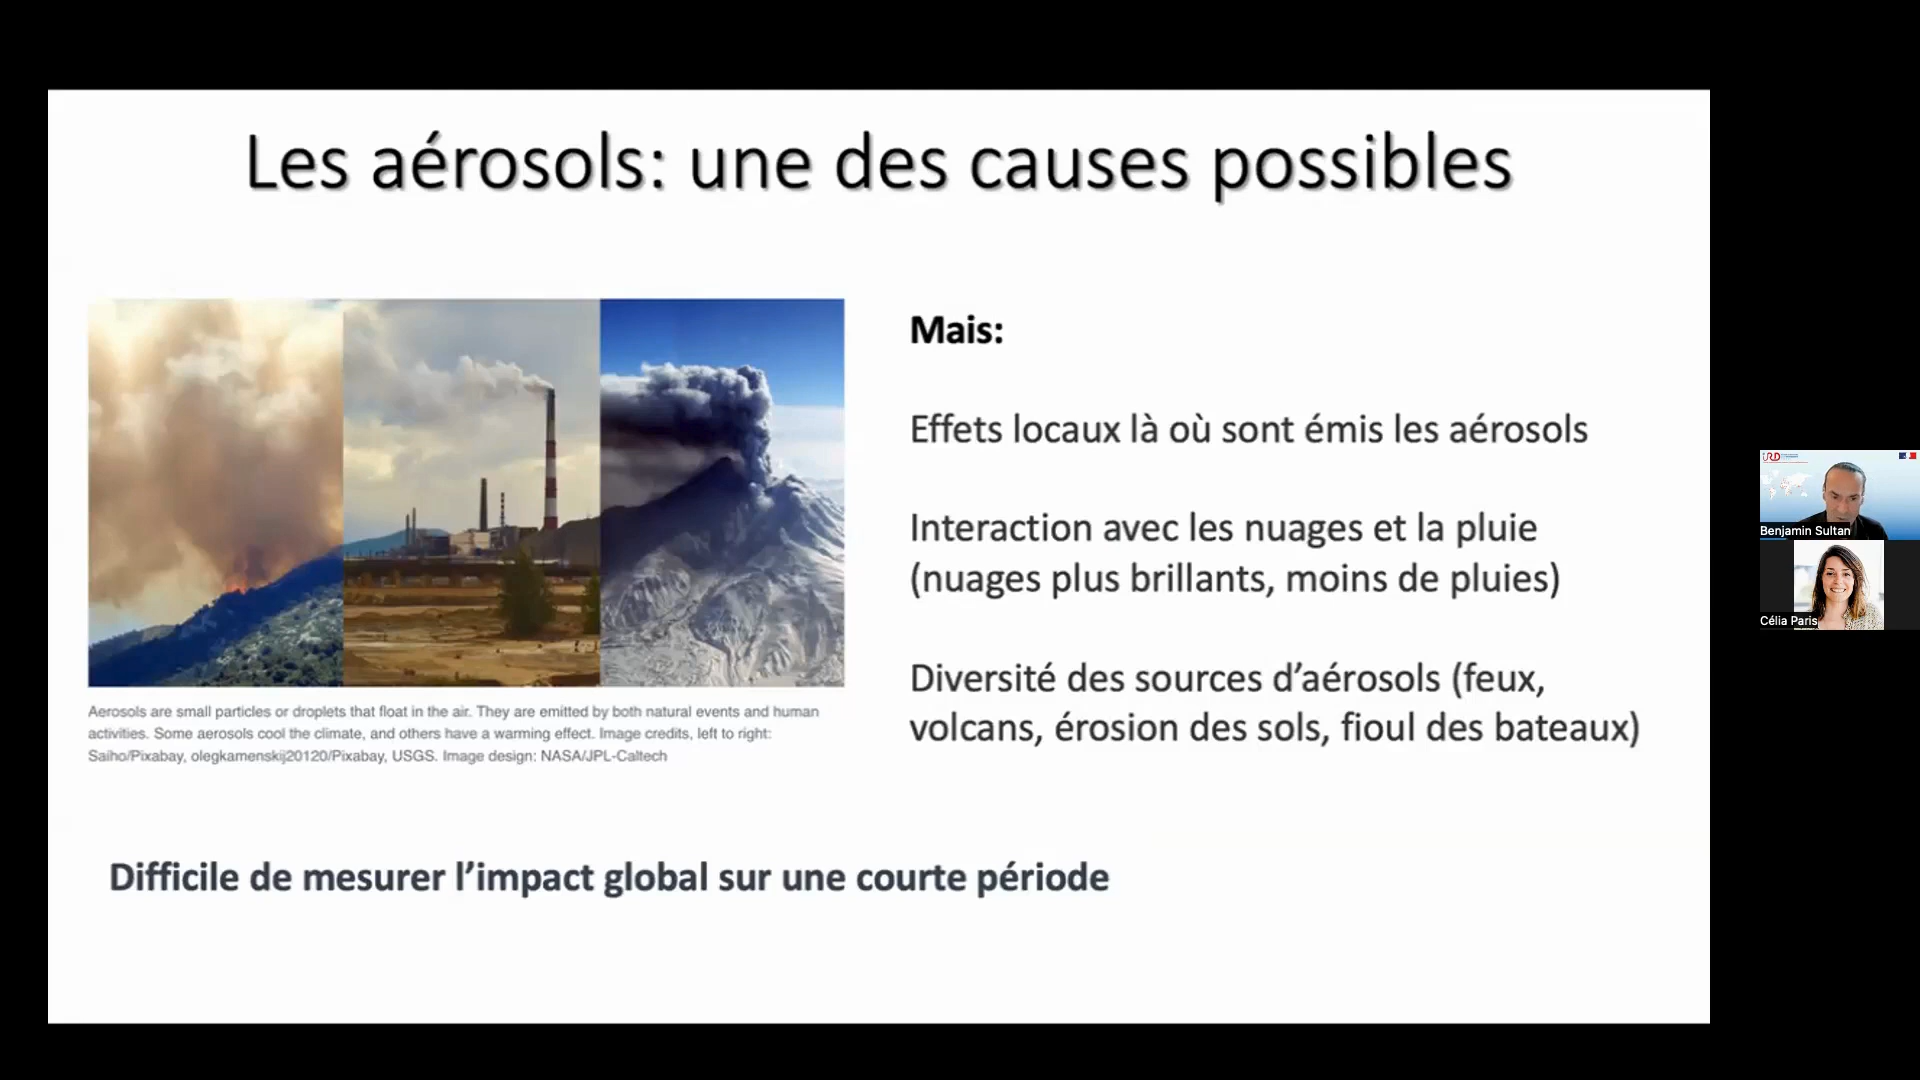 Les aérosols: une des causes possibles
Mais:
Effets locaux là où sont émis les aérosols
Interaction avec les nuages et la pluie
(nuages plus brillants, moins de pluies)
Diversité des sources d’aérosols (feux,
volcans, érosion des sols, fioul des bateaux)
Aerosols are small particles or droplets that float in the air. They are emitted by both natural events and human
activities. Some aerosols cool the climate, and others have a warming effect. Image credits, left to right:
Saiho/Pixabay, olegkamenskij20120/Pixabay, USGS. Image design: NASA/JPL-Caltech
Difficile de mesurer l’impact global sur une courte période
IRD
Benjamin Sultan
Célia Paris